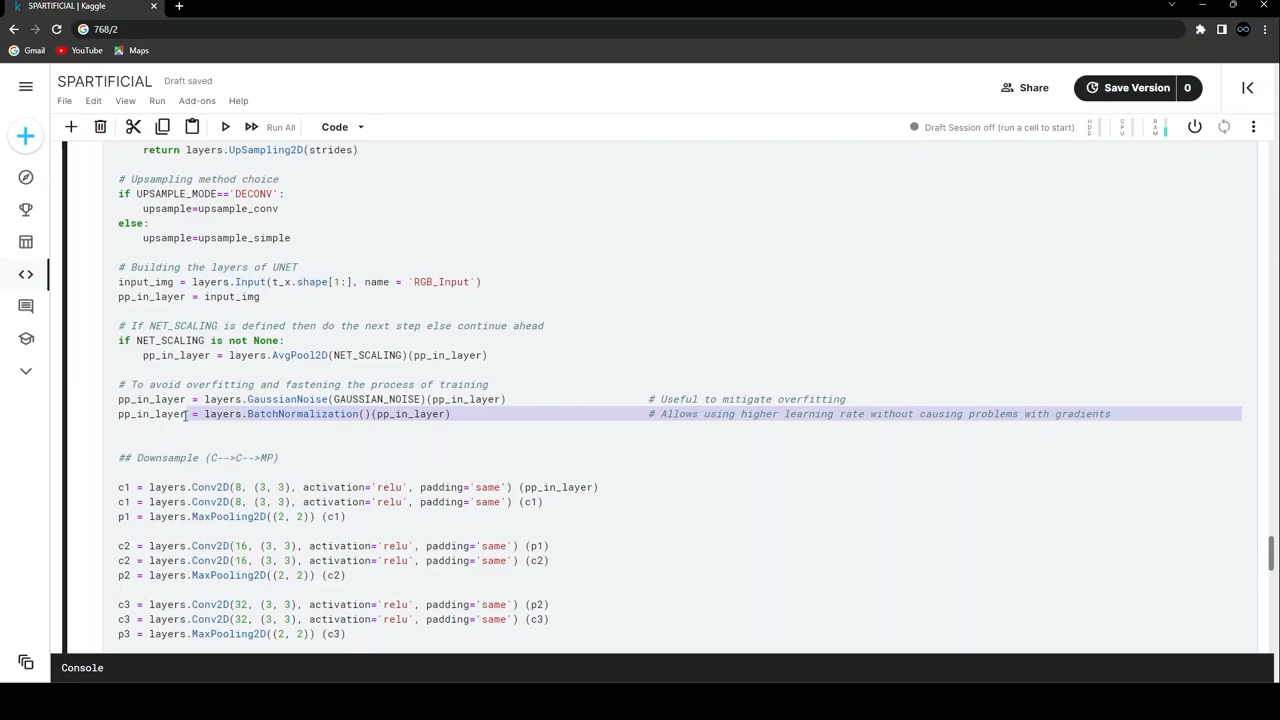 SPARTIFICIAL | Kaggle
768/2
Gmail YouTube Maps
SPARTIFICIAL Draft saved
File Edit View Run Add-ons Help
Share
Save Version 0
Run All Code
Draft Session off (run a cell to start)
HDD CPU RAM
return layers.UpSampling2D(strides)
# Upsampling method choice
if UPSAMPLE_MODE=='DECONV':
upsample=upsample_conv
else:
upsample=upsample_simple
# Building the layers of UNET
input_img = layers.Input(t_x.shape[1:], name = 'RGB_Input')
pp_in_layer = input_img
# If NET_SCALING is defined then do the next step else continue ahead
if NET_SCALING is not None:
pp_in_layer = layers.AvgPool2D(NET_SCALING)(pp_in_layer)
# To avoid overfitting and fastening the process of training
pp_in_layer = layers.GaussianNoise(GAUSSIAN_NOISE)(pp_in_layer) # Useful to mitigate overfitting
pp_in_layer = layers.BatchNormalization()(pp_in_layer) # Allows using higher learning rate without causing problems with gradients
## Downsample (C-->C-->MP)
c1 = layers.Conv2D(8, (3, 3), activation='relu', padding='same') (pp_in_layer)
c1 = layers.Conv2D(8, (3, 3), activation='relu', padding='same') (c1)
p1 = layers.MaxPooling2D((2, 2)) (c1)
c2 = layers.Conv2D(16, (3, 3), activation='relu', padding='same') (p1)
c2 = layers.Conv2D(16, (3, 3), activation='relu', padding='same') (c2)
p2 = layers.MaxPooling2D((2, 2)) (c2)
c3 = layers.Conv2D(32, (3, 3), activation='relu', padding='same') (p2)
c3 = layers.Conv2D(32, (3, 3), activation='relu', padding='same') (c3)
p3 = layers.MaxPooling2D((2, 2)) (c3)
Console